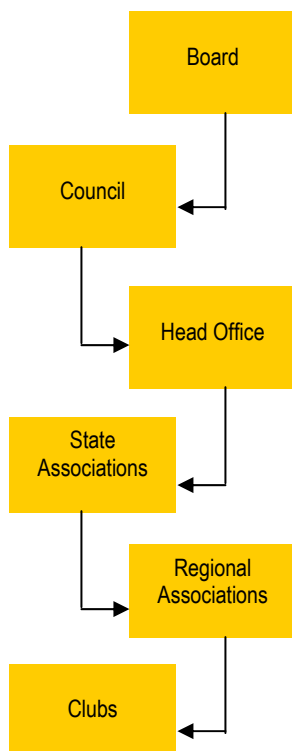 Board
Council
Head Office
State
Associations
Regional
Associations
Clubs